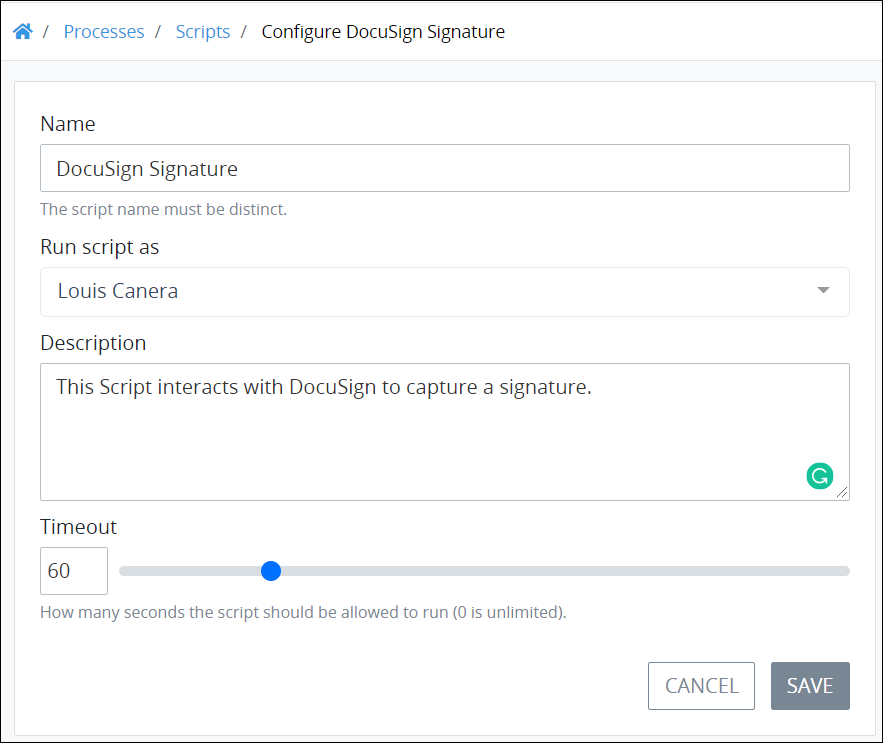 / Processes / Scripts / Configure DocuSign Signature
Name
DocuSign Signature
The script name must be distinct.
Run script as
Louis Canera
Description
This Script interacts with DocuSign to capture a signature.
Timeout
60
How many seconds the script should be allowed to run (0 is unlimited).
CANCEL SAVE